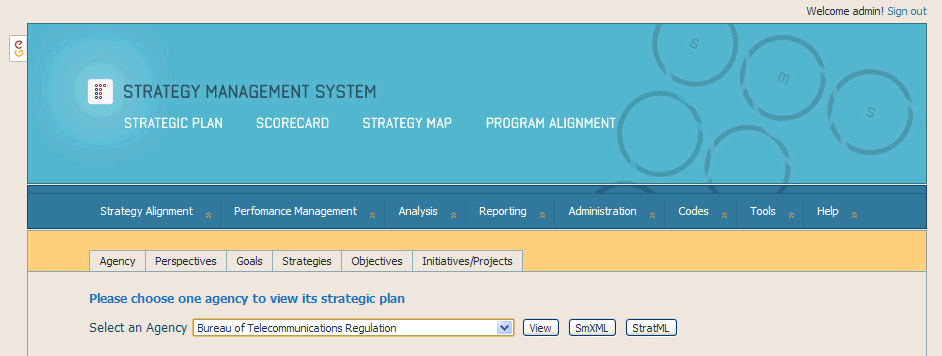 Welcome admin! Sign out
s
m
s
STRATEGY MANAGEMENT SYSTEM
STRATEGIC PLAN SCORECARD STRATEGY MAP PROGRAM ALIGNMENT
Strategy Alignment Perfomance Management Analysis Reporting Administration Codes Tools Help
Agency Perspectives Goals Strategies Objectives Initiatives/Projects
Please choose one agency to view its strategic plan
Select an Agency Bureau of Telecommunications Regulation View SmXML StratML